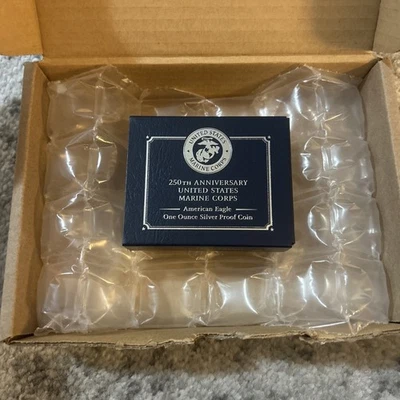 UNITED STATES
MARINE CORPS
250TH ANNIVERSARY
UNITED STATES
MARINE CORPS
American Eagle
One Ounce Silver Proof Coin